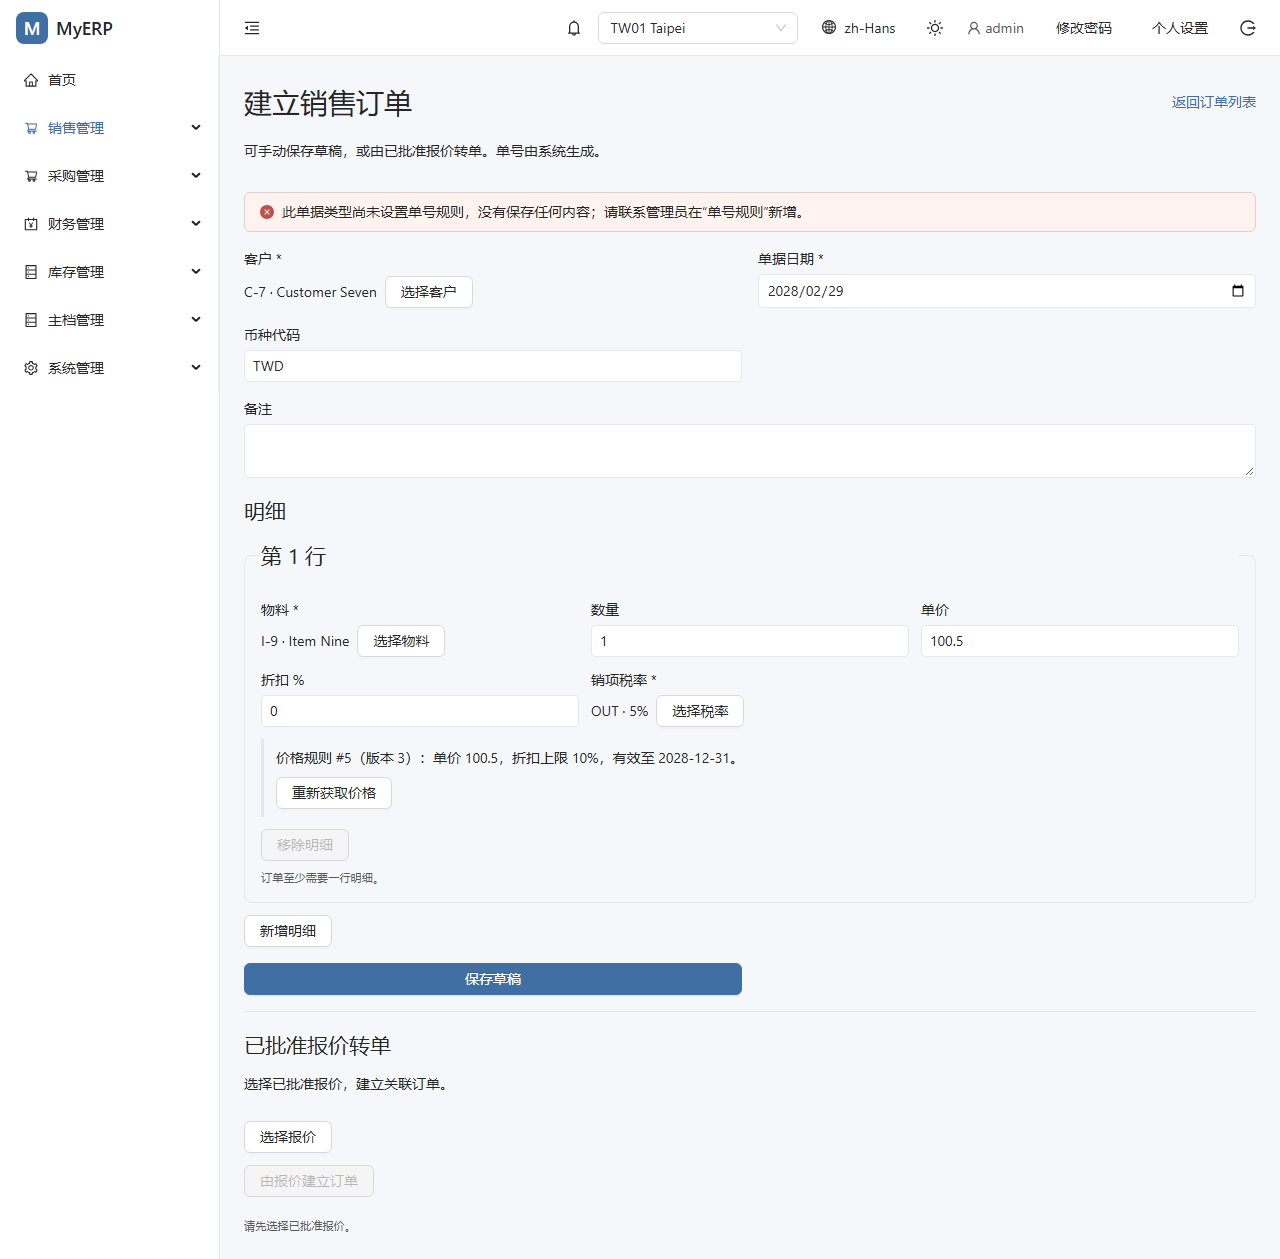 M MyERP
TW01 Taipei
zh-Hans
admin
修改密码
个人设置
首页
销售管理
采购管理
财务管理
库存管理
主档管理
系统管理
建立销售订单
返回订单列表
可手动保存草稿，或由已批准报价转单。单号由系统生成。
此单据类型尚未设置单号规则，没有保存任何内容；请联系管理员在“单号规则”新增。
客户 *
单据日期 *
C-7 · Customer Seven 选择客户
2028/02/29
币种代码
TWD
备注
明细
第 1 行
物料 *
数量
单价
I-9 · Item Nine 选择物料
1
100.5
折扣 %
销项税率 *
0
OUT · 5% 选择税率
价格规则 #5（版本 3）：单价 100.5，折扣上限 10%，有效至 2028-12-31。
重新获取价格
移除明细
订单至少需要一行明细。
新增明细
保存草稿
已批准报价转单
选择已批准报价，建立关联订单。
选择报价
由报价建立订单
请先选择已批准报价。